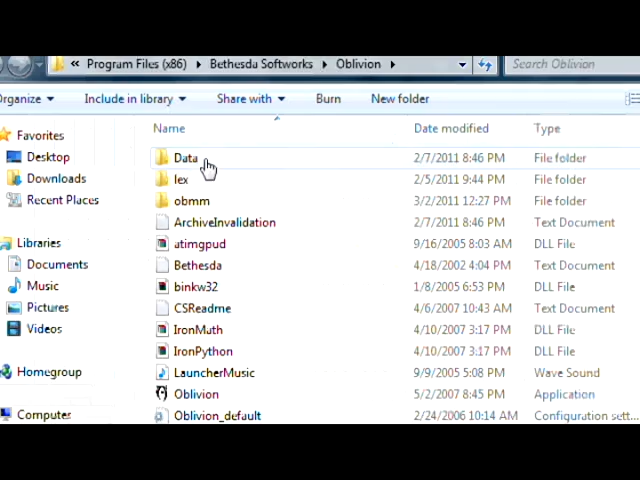 « Program Files (x86) ▸ Bethesda Softworks ▸ Oblivion ▸ Search Oblivion
Organize Include in library Share with Burn New folder
Name Date modified Type
Favorites
Desktop
Downloads
Recent Places
Libraries
Documents
Music
Pictures
Videos
Homegroup
Computer
Data 2/7/2011 8:46 PM File folder
lex 2/5/2011 9:44 PM File folder
obmm 3/2/2011 12:27 PM File folder
ArchiveInvalidation 2/7/2011 8:46 PM Text Document
atimgpud 9/16/2005 8:03 AM DLL File
Bethesda 4/18/2002 4:04 PM Text Document
binkw32 1/8/2005 6:53 PM DLL File
CSReadme 4/6/2007 10:43 AM Text Document
IronMath 4/10/2007 3:17 PM DLL File
IronPython 4/10/2007 3:17 PM DLL File
LauncherMusic 9/9/2005 5:08 PM Wave Sound
Oblivion 5/2/2007 8:45 PM Application
Oblivion_default 2/24/2006 10:14 AM Configuration sett...